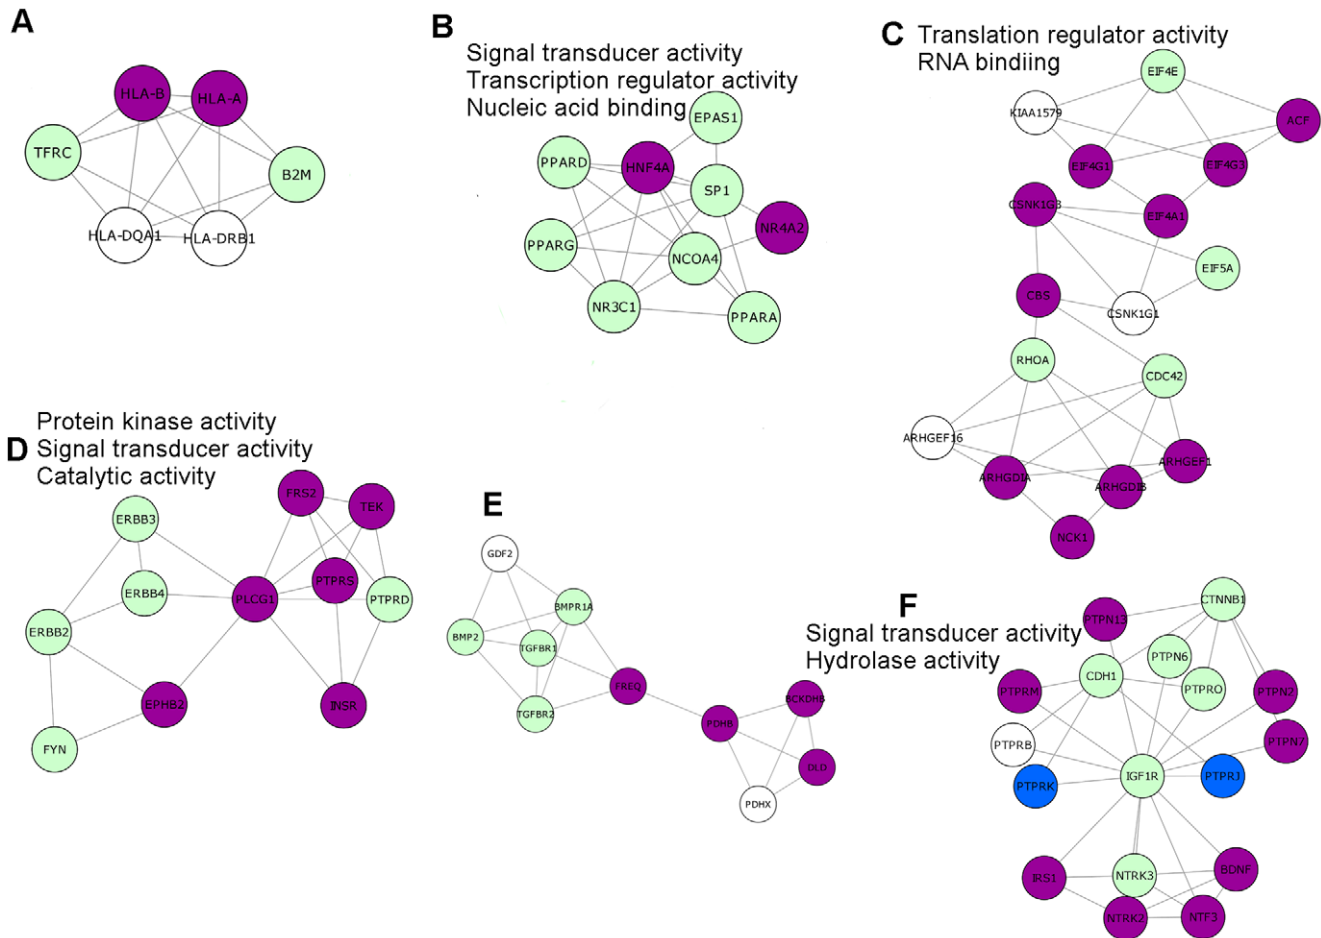 A
HLA-B
HLA-A
TFRC
B2M
HLA-DQA1
HLA-DRB1
B
Signal transducer activity
Transcription regulator activity
Nucleic acid binding
EPAS1
PPARD
HNF4A
SP1
NR4A2
PPARG
NCOA4
NR3C1
PPARA
C
Translation regulator activity
RNA bindiing
EIF4E
KIAA1579
ACF
EIF4G1
EIF4G3
CSNK1G3
EIF4A1
EIF5A
CBS
CSNK1G1
RHOA
CDC42
ARHGEF16
ARHGEF1
ARHGDIA
ARHGDIB
NCK1
D
Protein kinase activity
Signal transducer activity
Catalytic activity
FRS2
TEK
ERBB3
PTPRS
ERBB4
PLCG1
PTPRD
ERBB2
EPHB2
INSR
FYN
E
GDF2
BMPR1A
BMP2
TGFBR1
FREQ
TGFBR2
BCKDHB
PDHB
DLD
PDHX
F
Signal transducer activity
Hydrolase activity
CTNNB1
PTPN13
PTPN6
CDH1
PTPRO
PTPRM
PTPN2
PTPRB
PTPN7
PTPRK
IGF1R
PTPRJ
IRS1
NTRK3
BDNF
NTRK2
NTF3